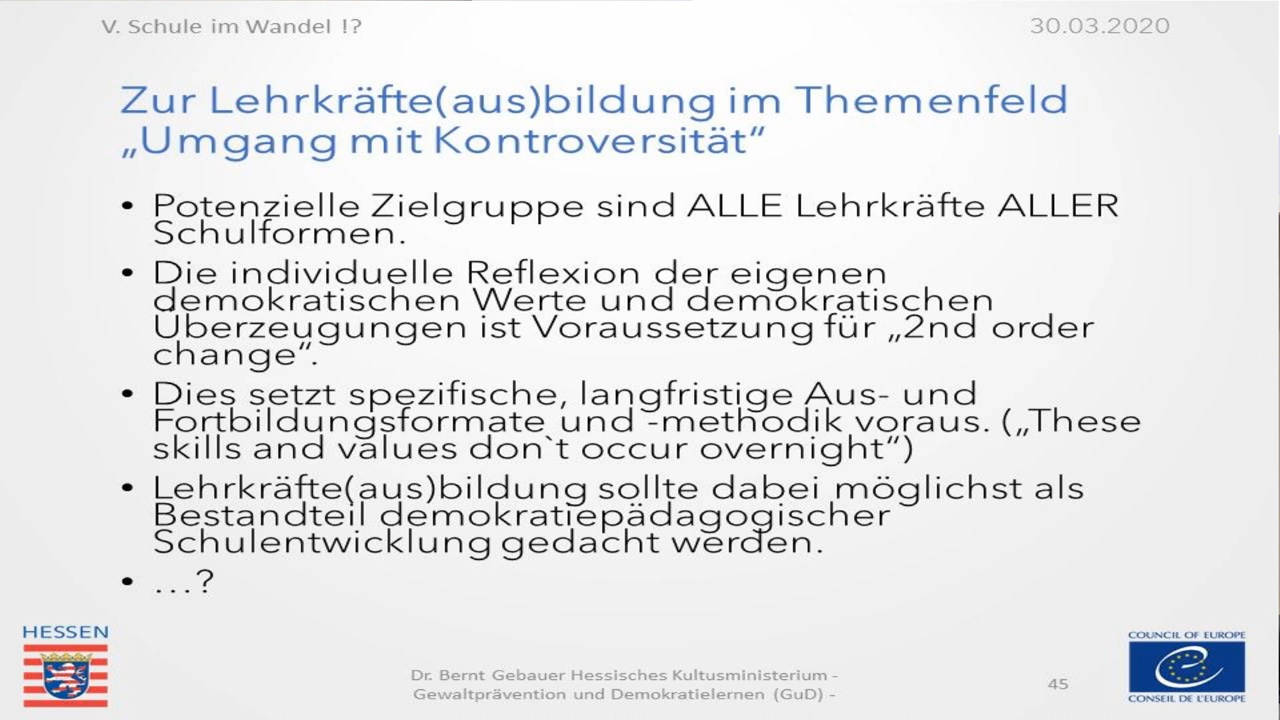 V. Schule im Wandel !?
30.03.2020
Zur Lehrkräfte(aus)bildung im Themenfeld
„Umgang mit Kontroversität“
• Potenzielle Zielgruppe sind ALLE Lehrkräfte ALLER
Schulformen.
• Die individuelle Reflexion der eigenen
demokratischen Werte und demokratischen
Überzeugungen ist Voraussetzung für „2nd order
change“.
• Dies setzt spezifische, langfristige Aus- und
Fortbildungsformate und -methodik voraus. („These
skills and values don`t occur overnight“)
• Lehrkräfte(aus)bildung sollte dabei möglichst als
Bestandteil demokratiepädagogischer
Schulentwicklung gedacht werden.
• …?
HESSEN
Dr. Bernt Gebauer Hessisches Kultusministerium -
Gewaltprävention und Demokratielernen (GuD) -
45
COUNCIL OF EUROPE
CONSEIL DE L'EUROPE